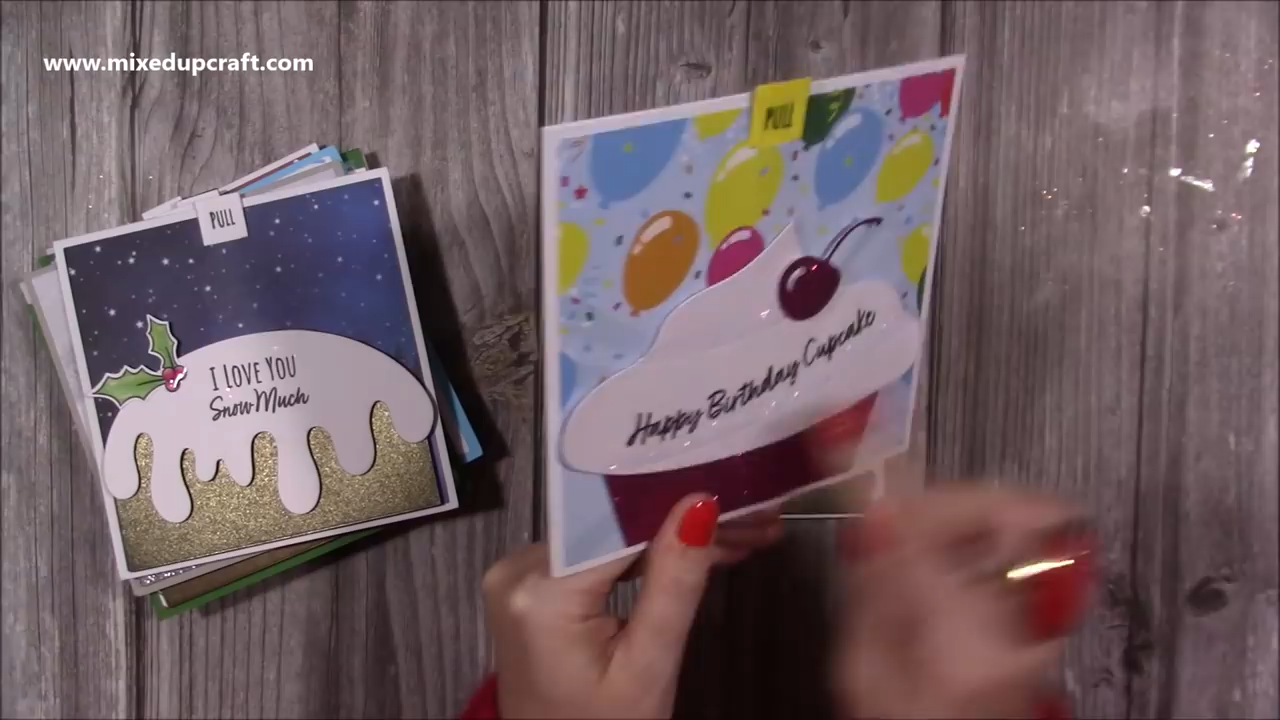 www.mixedupcraft.com
PULL
I LOVE YOU
Snow Much
PULL
Happy Birthday Cupcake